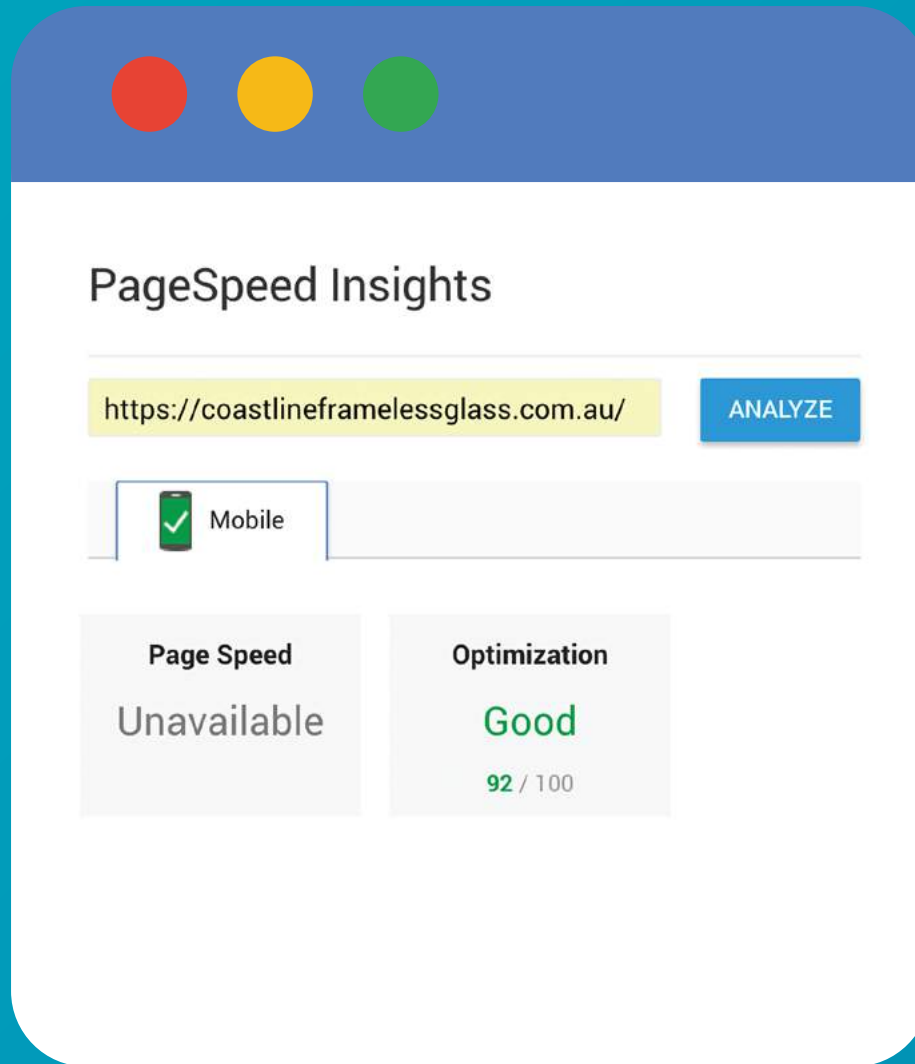 PageSpeed Insights
https://coastlineframelessglass.com.au/ ANALYZE
Mobile
Page Speed Optimization
Unavailable Good
92 / 100